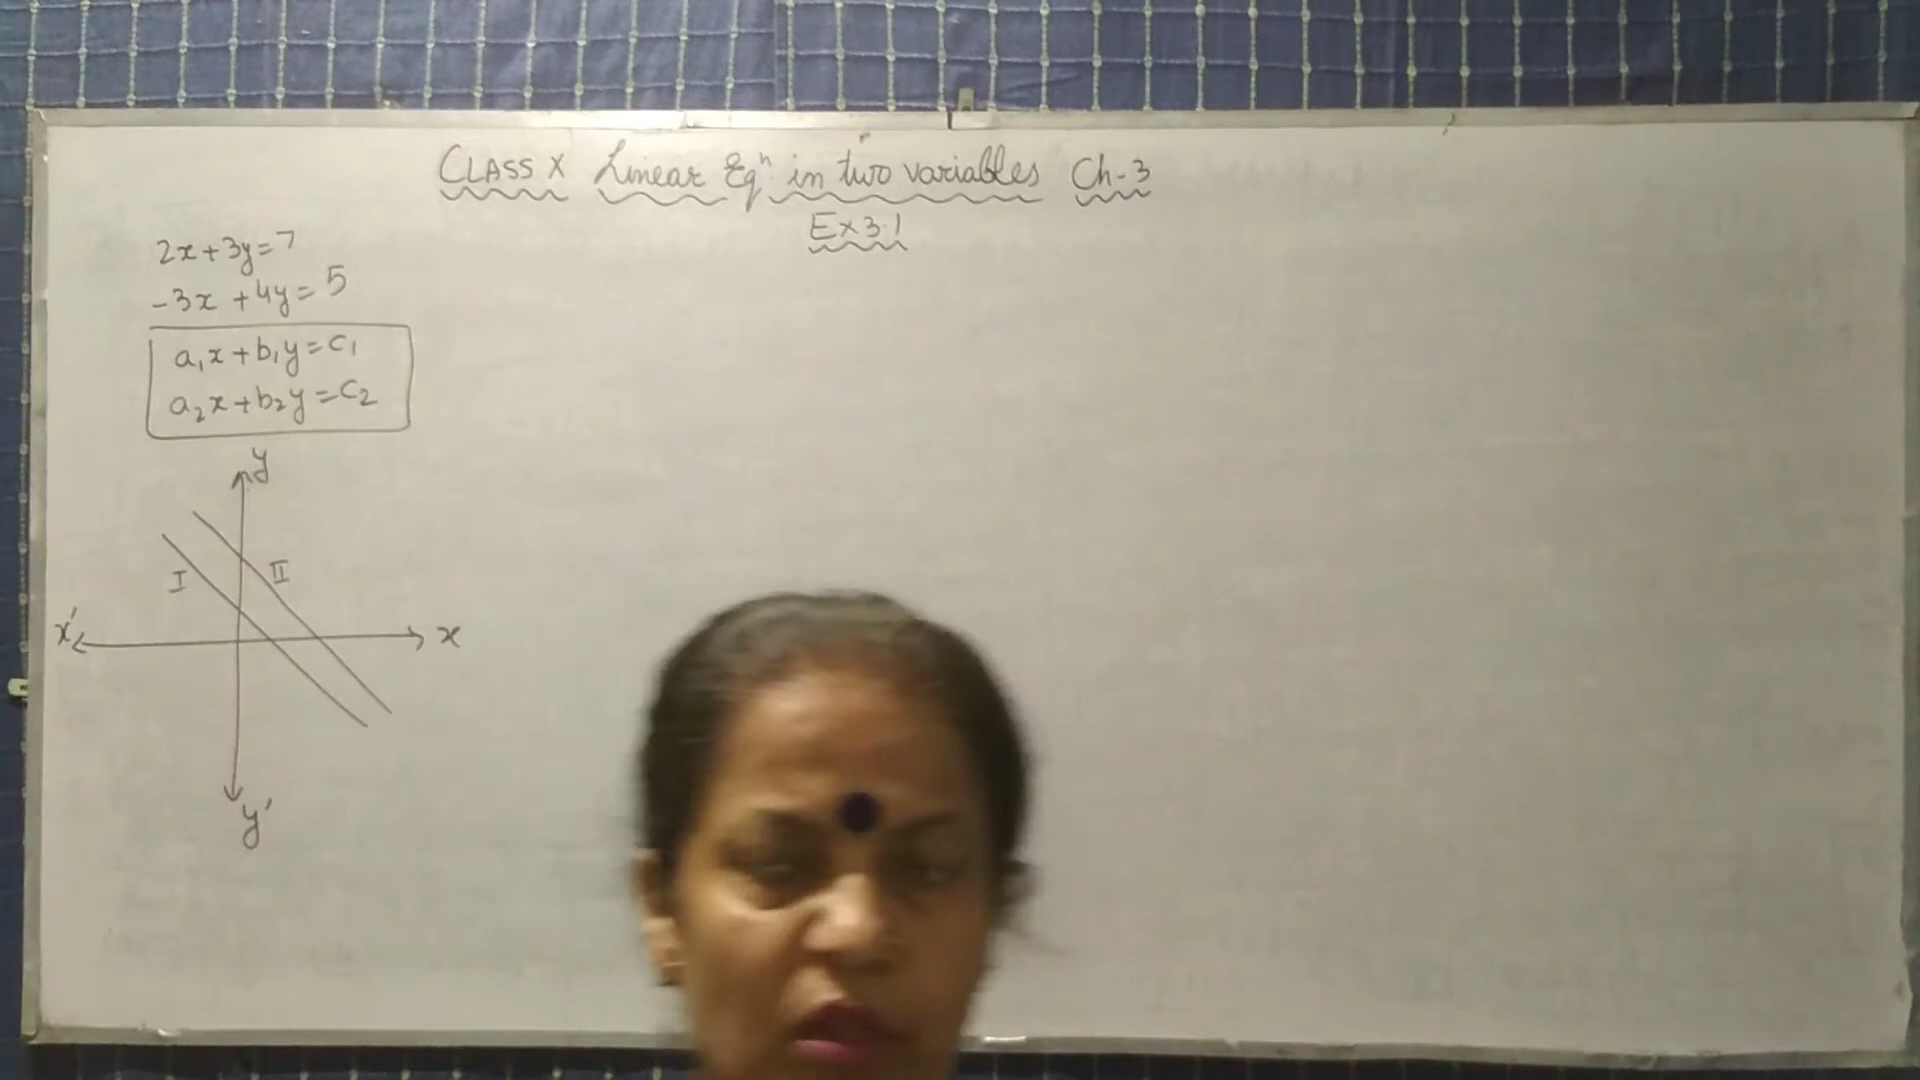 CLASS X Linear Eqⁿ in two variables Ch-3
Ex 3.1
2x+3y=7
-3x+4y=5
a₁x+b₁y=c₁
a₂x+b₂y=c₂
y
I
II
x'
x
y'